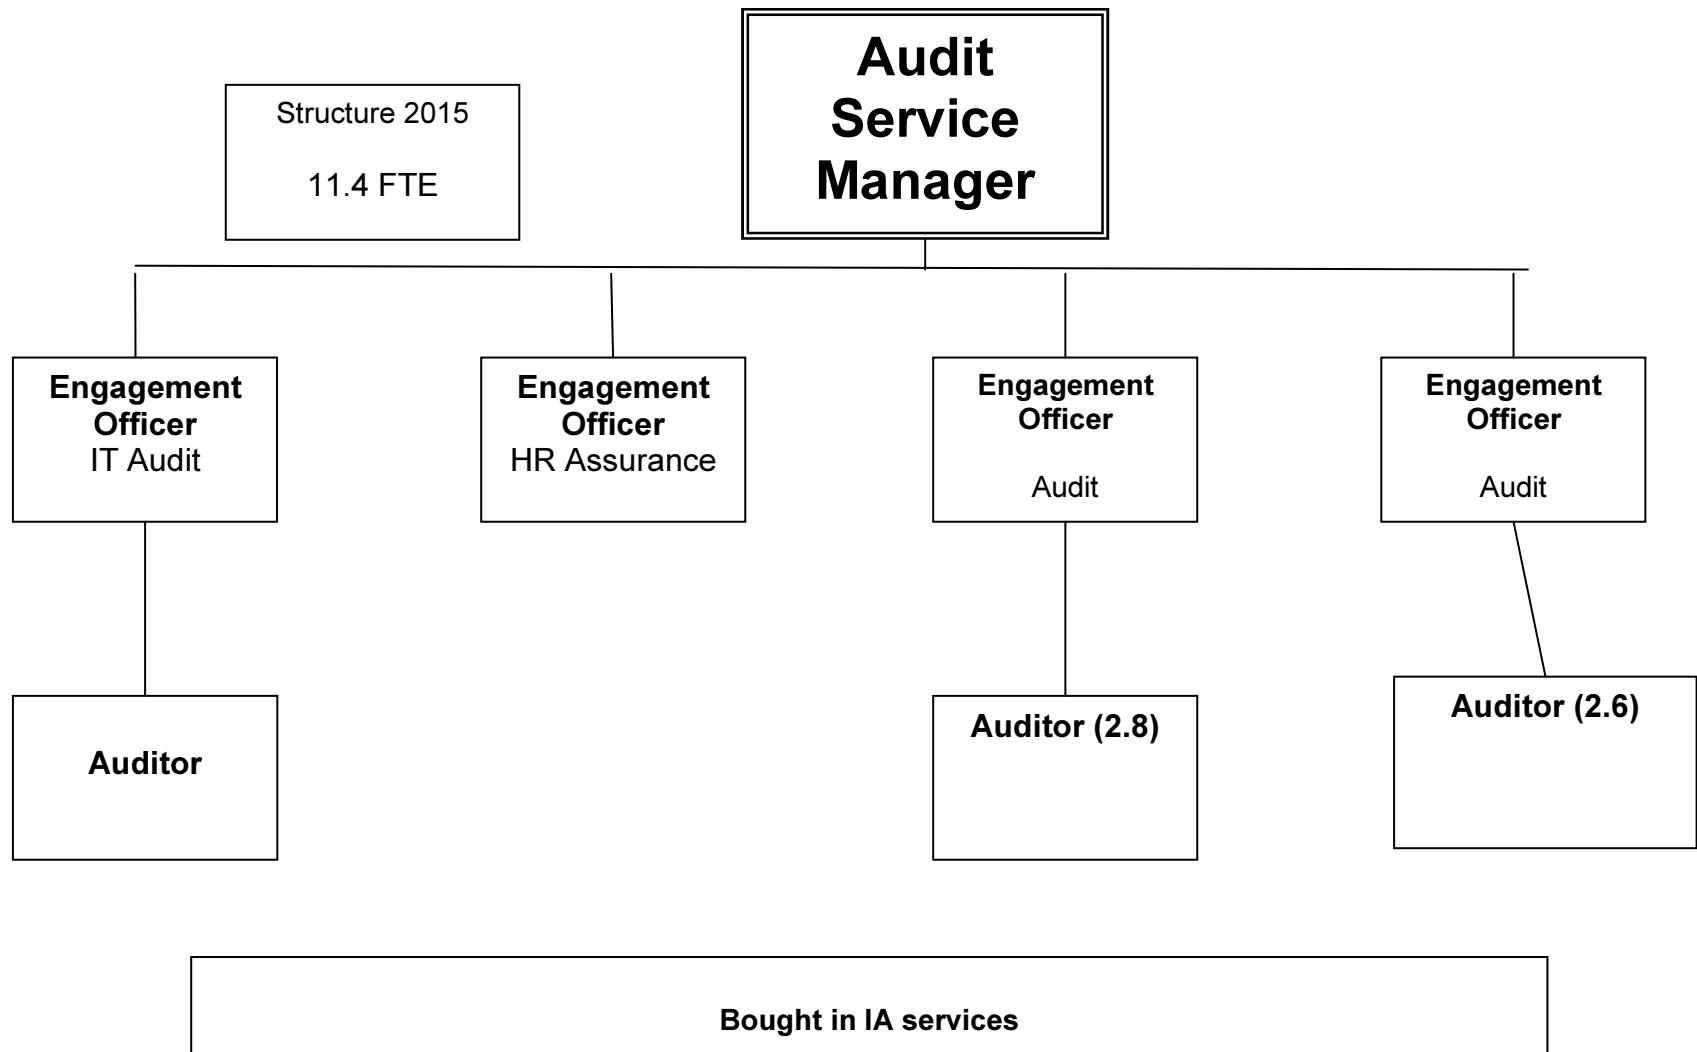 Audit
Service
Manager
Structure 2015
11.4 FTE
Engagement
Officer
IT Audit
Engagement
Officer
HR Assurance
Engagement
Officer
Audit
Engagement
Officer
Audit
Auditor
Auditor (2.8)
Auditor (2.6)
Bought in IA services